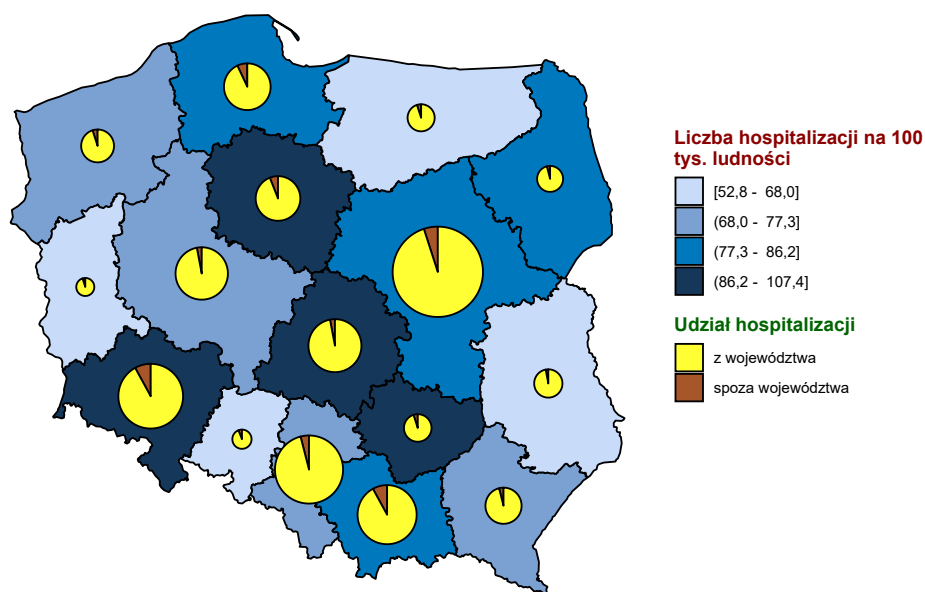 Liczba hospitalizacji na 100
tys. ludności
[52,8 - 68,0]
(68,0 - 77,3]
(77,3 - 86,2]
(86,2 - 107,4]
Udział hospitalizacji
z województwa
spoza województwa